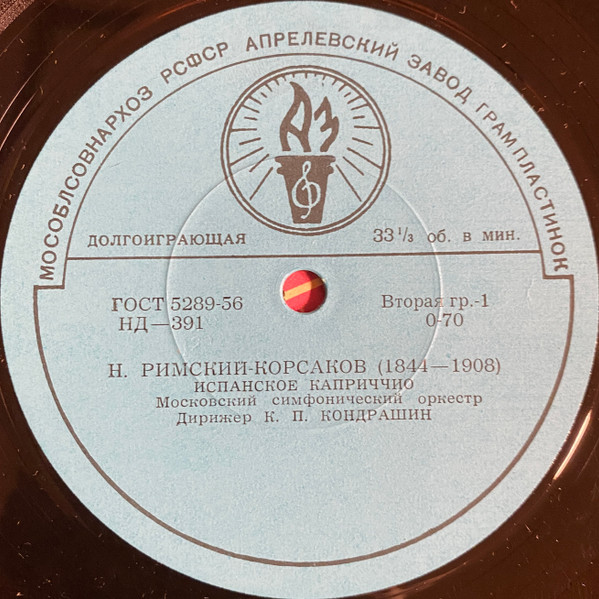 МОСОБЛСОВНАРХОЗ РСФСР АПРЕЛЕВСКИЙ ЗАВОД ГРАМПЛАСТИНОК
АЗ
ДОЛГОИГРАЮЩАЯ 33 1/3 об. в мин.
ГОСТ 5289-56 Вторая гр.-1
НД—391 0-70
Н. РИМСКИЙ-КОРСАКОВ (1844—1908)
ИСПАНСКОЕ КАПРИЧЧИО
Московский симфонический оркестр
Дирижер К. П. КОНДРАШИН